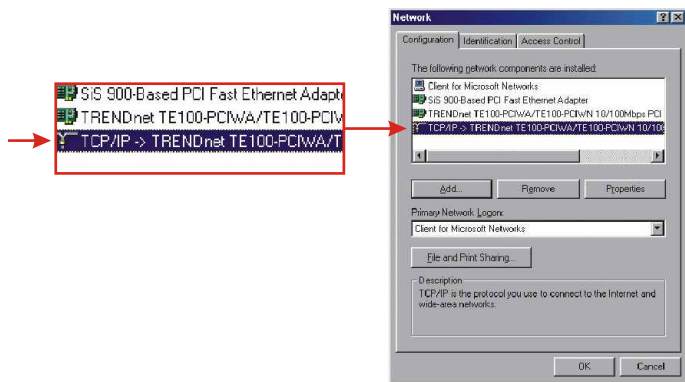 SiS 900-Based PCI Fast Ethernet Adapt
TRENDnet TE100-PCIWA/TE100-PCIW
TCP/IP -> TRENDnet TE100-PCIWA/T
Network
Configuration Identification Access Control
The following network components are installed:
Client for Microsoft Networks
SiS 900-Based PCI Fast Ethernet Adapter
TRENDnet TE100-PCIWA/TE100-PCIWN 10/100Mbps PCI
TCP/IP -> TRENDnet TE100-PCIWA/TE100-PCIWN 10/100
Add... Remove Properties
Primary Network Logon:
Client for Microsoft Networks
File and Print Sharing...
Description
TCP/IP is the protocol you use to connect to the Internet and
wide-area networks.
OK Cancel